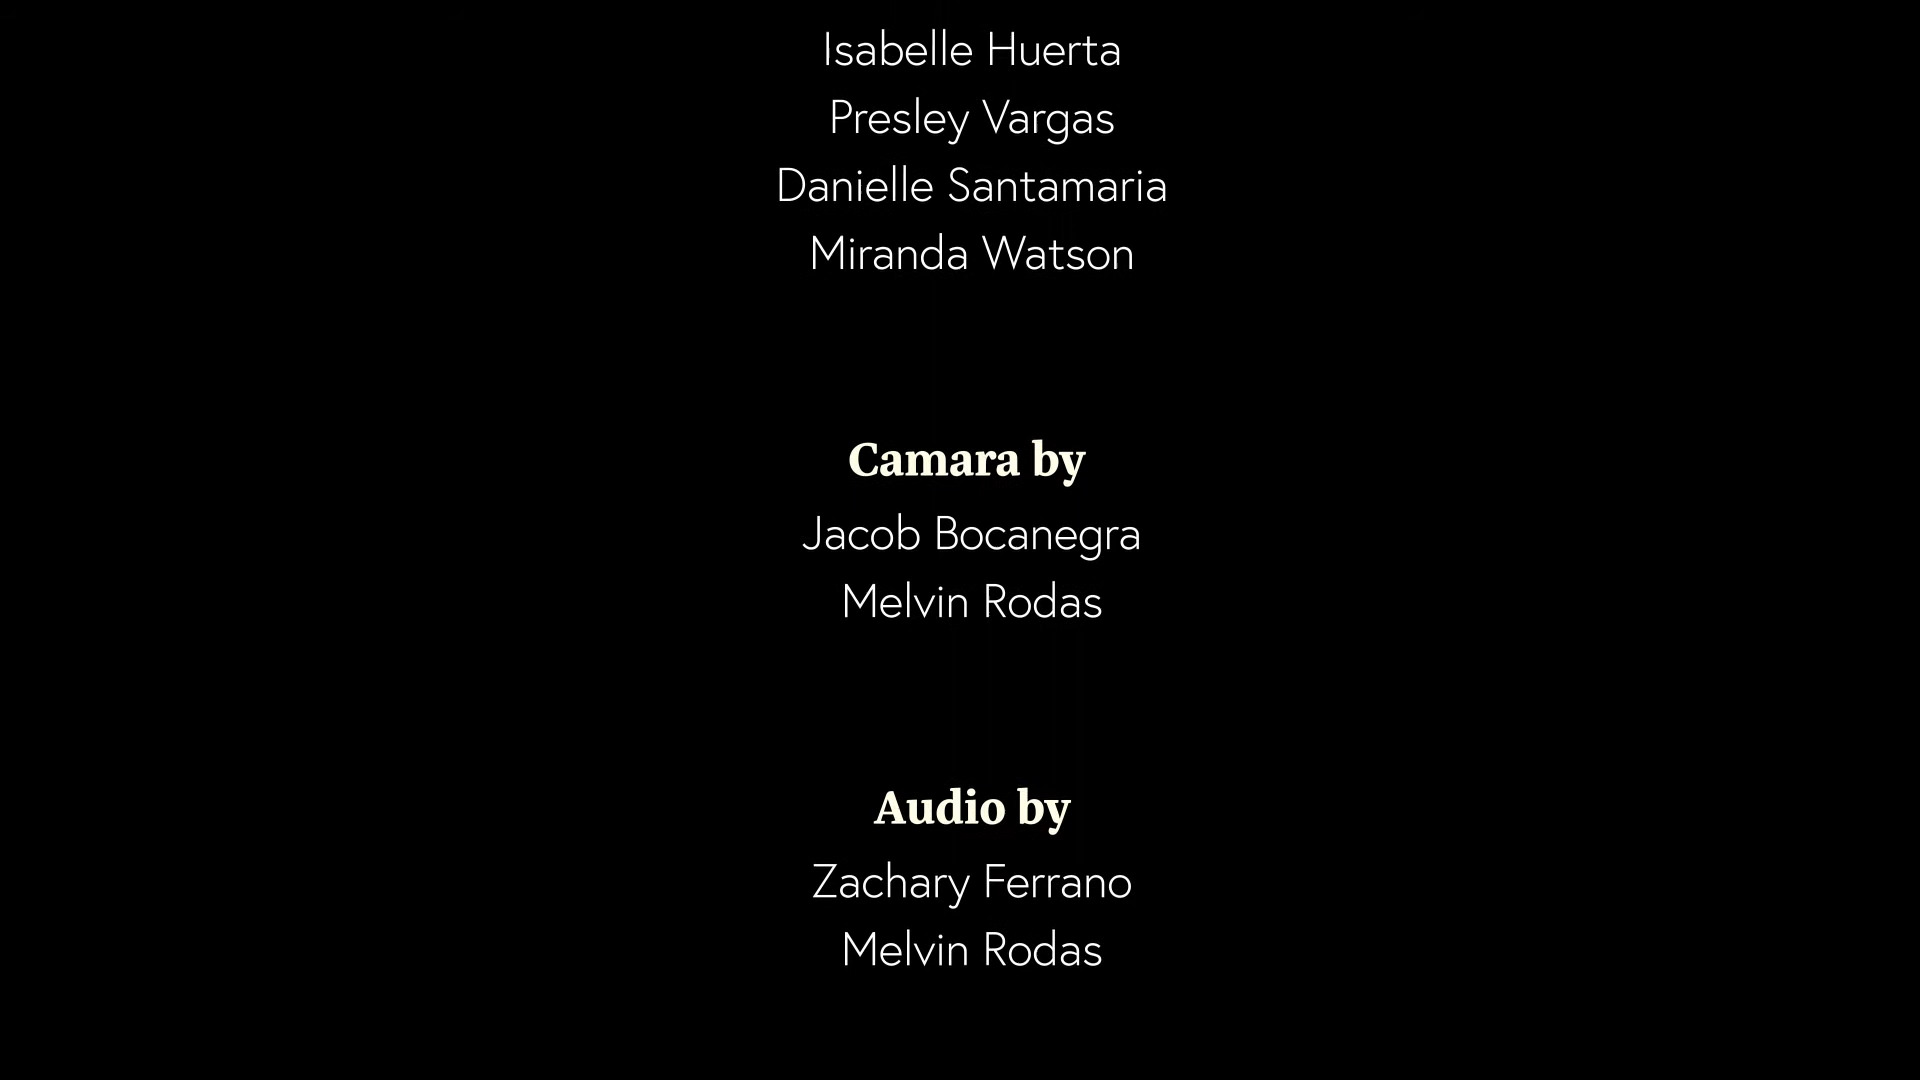 Isabelle Huerta
Presley Vargas
Danielle Santamaria
Miranda Watson
Camara by
Jacob Bocanegra
Melvin Rodas
Audio by
Zachary Ferrano
Melvin Rodas